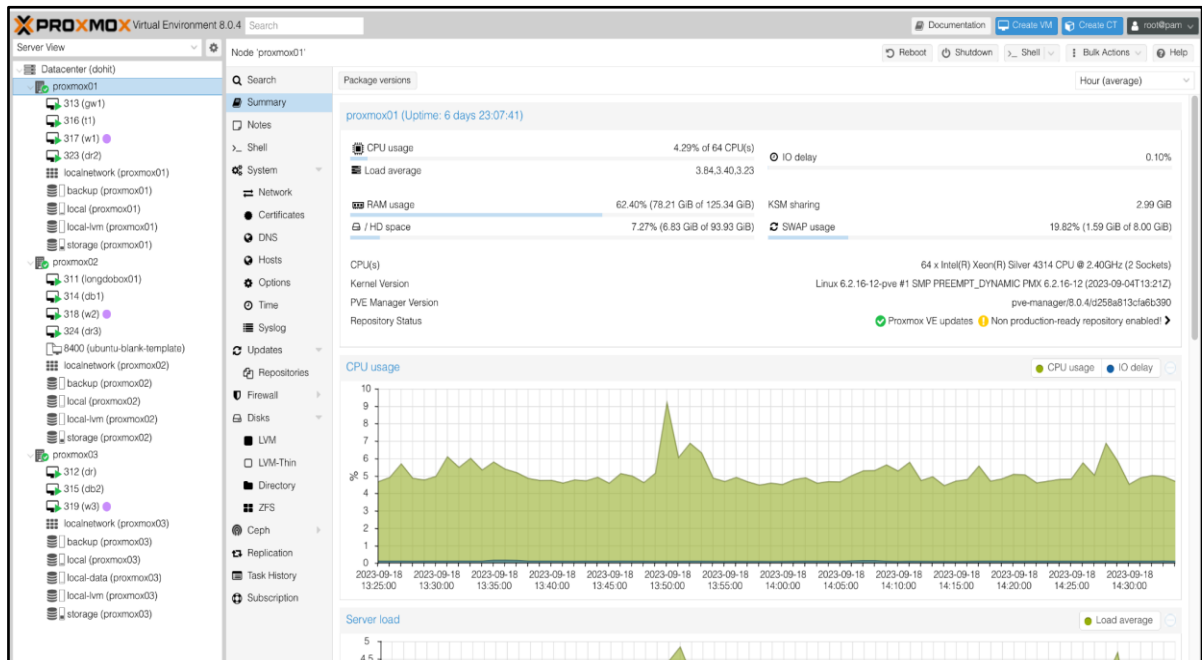 PROXMOX Virtual Environment 8.0.4 Search
Documentation Create VM Create CT root@pam
Server View
Datacenter (dohit)
proxmox01
313 (gw1)
316 (t1)
317 (w1)
323 (dr2)
localnetwork (proxmox01)
backup (proxmox01)
local (proxmox01)
local-lvm (proxmox01)
storage (proxmox01)
proxmox02
311 (longdobox01)
314 (db1)
318 (w2)
324 (dr3)
8400 (ubuntu-blank-template)
localnetwork (proxmox02)
backup (proxmox02)
local (proxmox02)
local-lvm (proxmox02)
storage (proxmox02)
proxmox03
312 (dr)
315 (db2)
319 (w3)
localnetwork (proxmox03)
backup (proxmox03)
local (proxmox03)
local-data (proxmox03)
local-lvm (proxmox03)
storage (proxmox03)
Node 'proxmox01'
Reboot Shutdown >_ Shell Bulk Actions Help
Search
Summary
Notes
>_ Shell
System
Network
Certificates
DNS
Hosts
Options
Time
Syslog
Updates
Repositories
Firewall
Disks
LVM
LVM-Thin
Directory
ZFS
Ceph
Replication
Task History
Subscription
Package versions
Hour (average)
proxmox01 (Uptime: 6 days 23:07:41)
CPU usage 4.29% of 64 CPU(s)
IO delay 0.10%
Load average 3.84,3.40,3.23
RAM usage 62.40% (78.21 GiB of 125.34 GiB)
KSM sharing 2.99 GiB
/ HD space 7.27% (6.83 GiB of 93.93 GiB)
SWAP usage 19.82% (1.59 GiB of 8.00 GiB)
CPU(s) 64 x Intel(R) Xeon(R) Silver 4314 CPU @ 2.40GHz (2 Sockets)
Kernel Version Linux 6.2.16-12-pve #1 SMP PREEMPT_DYNAMIC PMX 6.2.16-12 (2023-09-04T13:21Z)
PVE Manager Version pve-manager/8.0.4/d258a813cfa6b390
Repository Status Proxmox VE updates Non production-ready repository enabled!
CPU usage
CPU usage IO delay
10
9
8
7
6
5
4
3
2
1
0
%
2023-09-18 2023-09-18 2023-09-18 2023-09-18 2023-09-18 2023-09-18 2023-09-18 2023-09-18 2023-09-18 2023-09-18 2023-09-18 2023-09-18 2023-09-18 2023-09-18
13:25:00 13:30:00 13:35:00 13:40:00 13:45:00 13:50:00 13:55:00 14:00:00 14:05:00 14:10:00 14:15:00 14:20:00 14:25:00 14:30:00
Server load
Load average
5
4.5